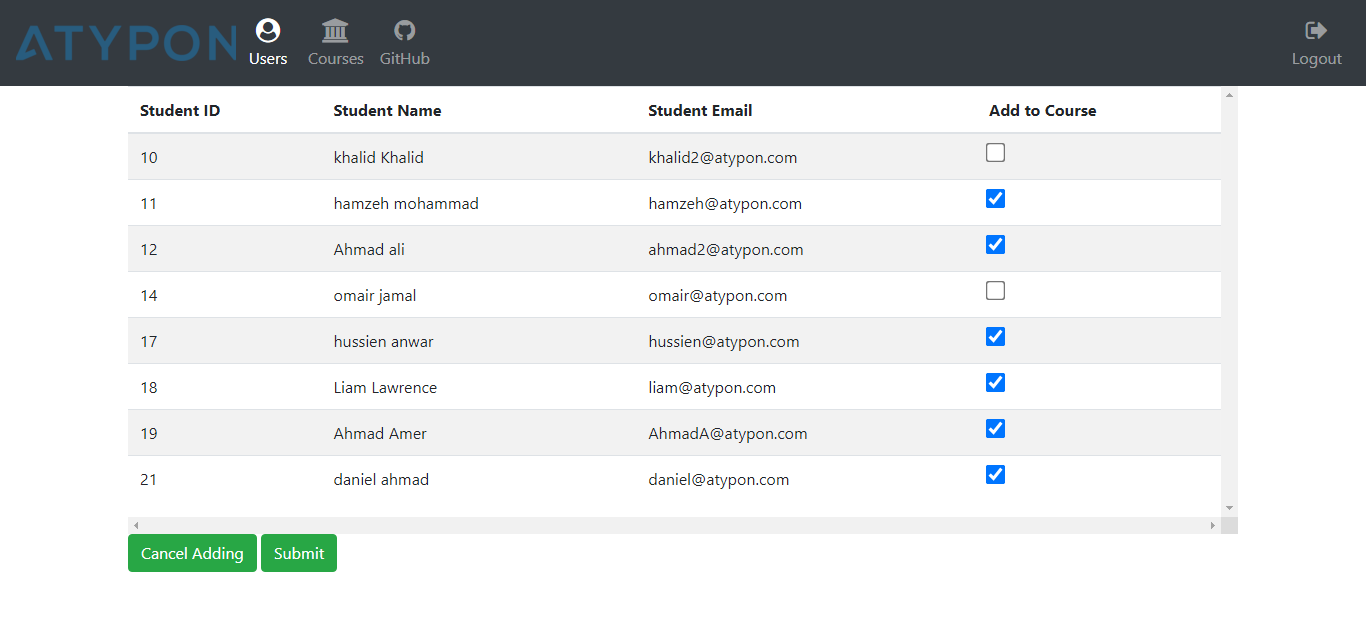 ATYPON
Users Courses GitHub Logout
Student ID Student Name Student Email Add to Course
10 khalid Khalid khalid2@atypon.com
11 hamzeh mohammad hamzeh@atypon.com
12 Ahmad ali ahmad2@atypon.com
14 omair jamal omair@atypon.com
17 hussien anwar hussien@atypon.com
18 Liam Lawrence liam@atypon.com
19 Ahmad Amer AhmadA@atypon.com
21 daniel ahmad daniel@atypon.com
Cancel Adding Submit